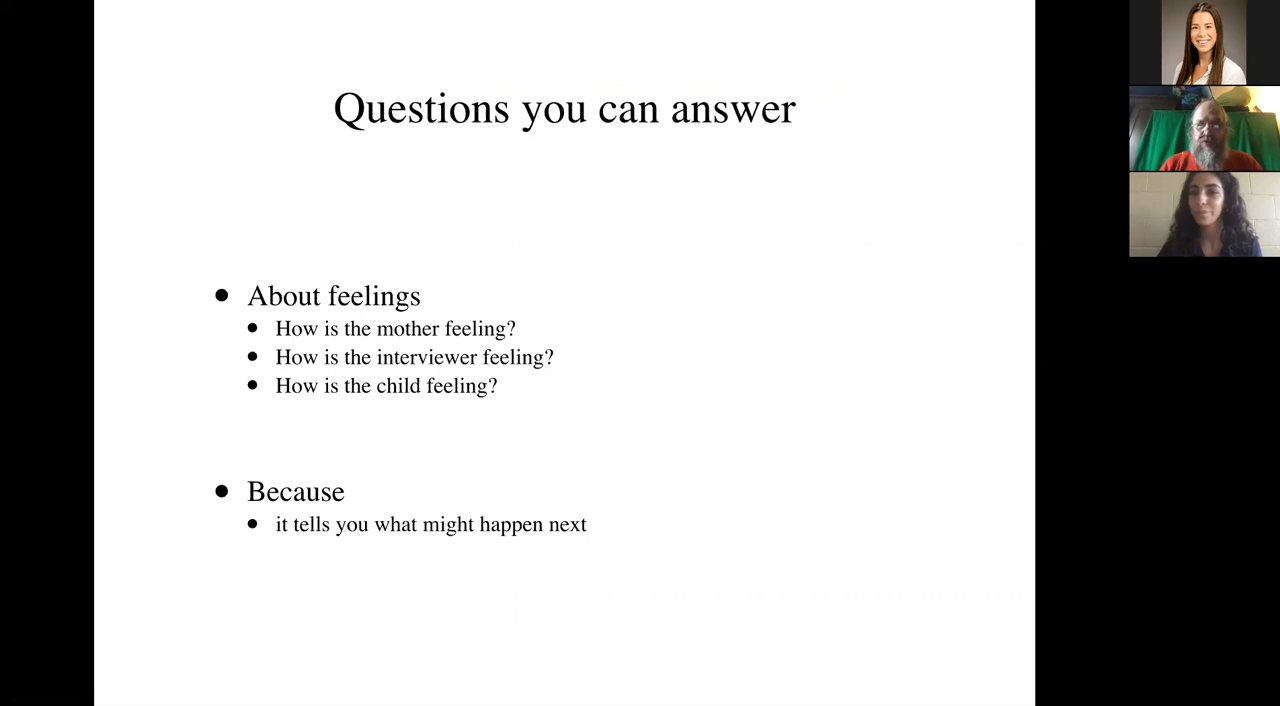 Questions you can answer
● About feelings
● How is the mother feeling?
● How is the interviewer feeling?
● How is the child feeling?
● Because
● it tells you what might happen next